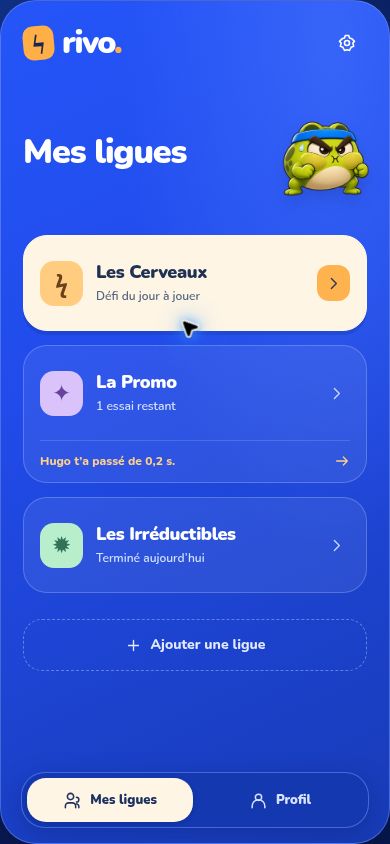 rivo.
Mes ligues
Les Cerveaux
Défi du jour à jouer
La Promo
1 essai restant
Hugo t'a passé de 0,2 s.
Les Irréductibles
Terminé aujourd'hui
Ajouter une ligue
Mes ligues
Profil